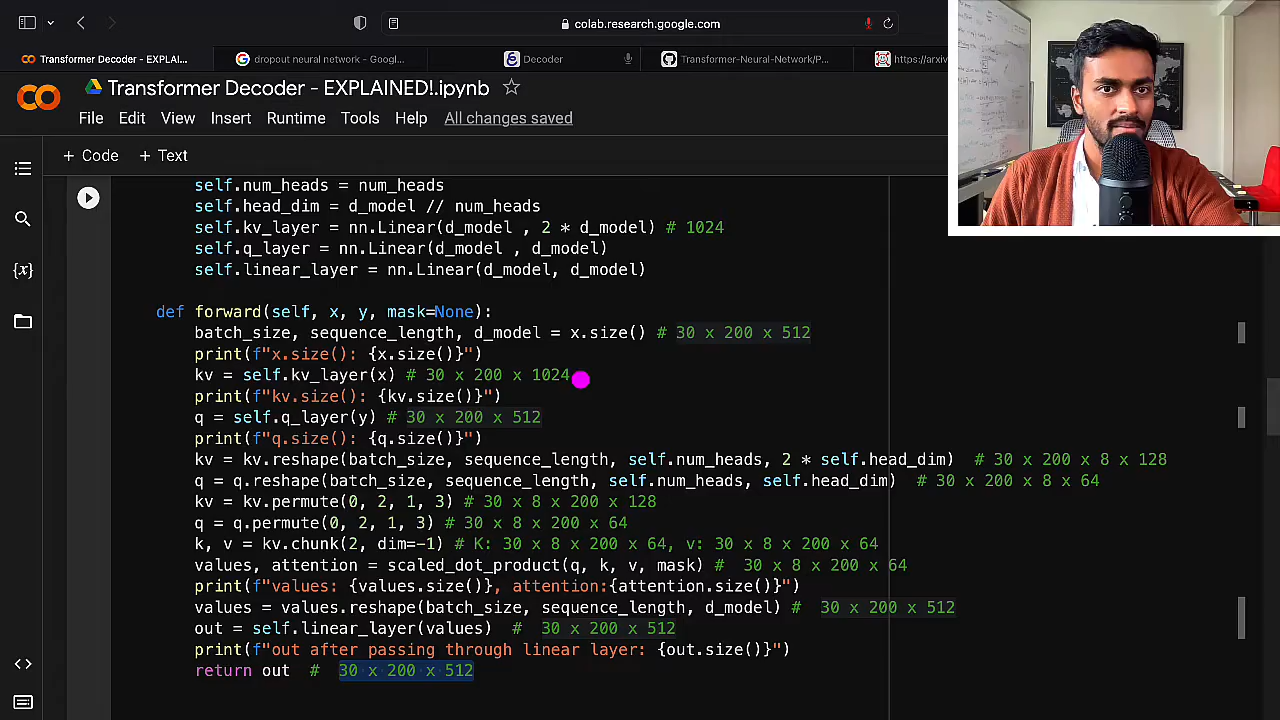 colab.research.google.com
Transformer Decoder - EXPLAI...
dropout neural network - Googl...
Decoder
Transformer-Neural-Network/P...
https://arxiv
Transformer Decoder - EXPLAINED!.ipynb
File Edit View Insert Runtime Tools Help All changes saved
+ Code + Text
self.num_heads = num_heads
self.head_dim = d_model // num_heads
self.kv_layer = nn.Linear(d_model , 2 * d_model) # 1024
self.q_layer = nn.Linear(d_model , d_model)
self.linear_layer = nn.Linear(d_model, d_model)
def forward(self, x, y, mask=None):
batch_size, sequence_length, d_model = x.size() # 30 x 200 x 512
print(f"x.size(): {x.size()}")
kv = self.kv_layer(x) # 30 x 200 x 1024
print(f"kv.size(): {kv.size()}")
q = self.q_layer(y) # 30 x 200 x 512
print(f"q.size(): {q.size()}")
kv = kv.reshape(batch_size, sequence_length, self.num_heads, 2 * self.head_dim) # 30 x 200 x 8 x 128
q = q.reshape(batch_size, sequence_length, self.num_heads, self.head_dim) # 30 x 200 x 8 x 64
kv = kv.permute(0, 2, 1, 3) # 30 x 8 x 200 x 128
q = q.permute(0, 2, 1, 3) # 30 x 8 x 200 x 64
k, v = kv.chunk(2, dim=-1) # K: 30 x 8 x 200 x 64, v: 30 x 8 x 200 x 64
values, attention = scaled_dot_product(q, k, v, mask) # 30 x 8 x 200 x 64
print(f"values: {values.size()}, attention:{attention.size()}")
values = values.reshape(batch_size, sequence_length, d_model) # 30 x 200 x 512
out = self.linear_layer(values) # 30 x 200 x 512
print(f"out after passing through linear layer: {out.size()}")
return out # 30 x 200 x 512